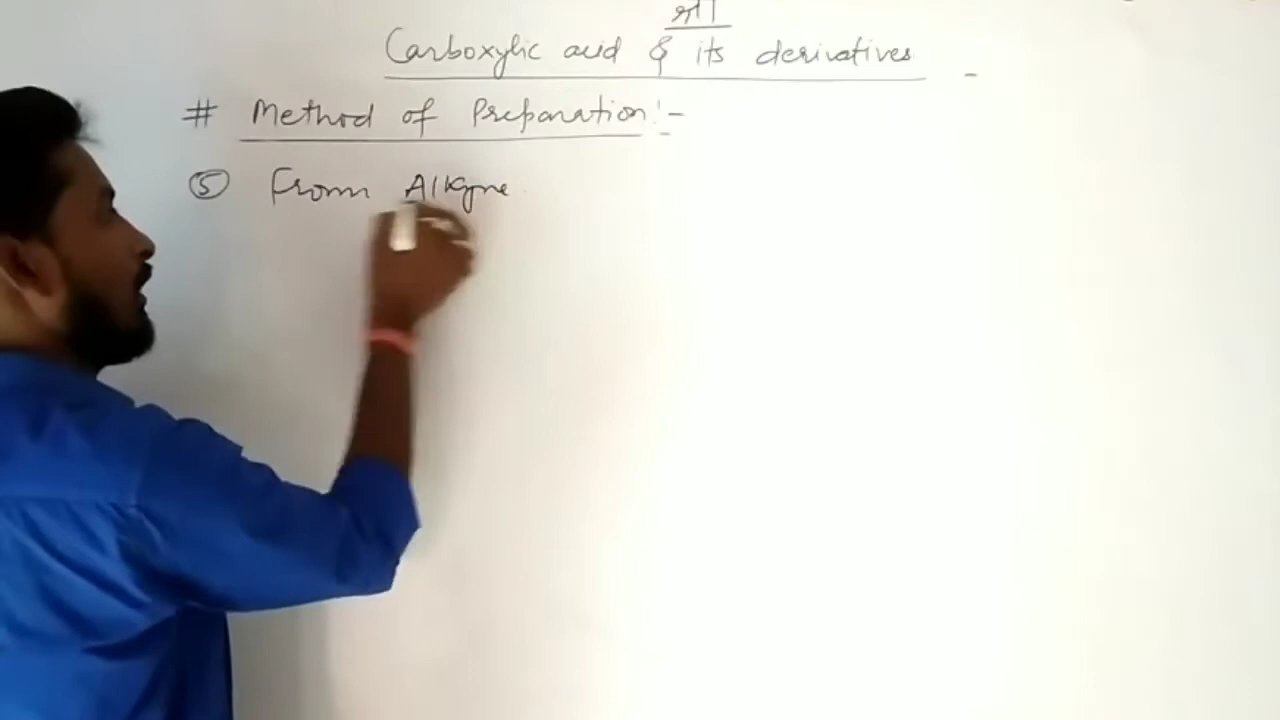 श्री
Carboxylic acid & its derivatives
# Method of Preparation :-
⑤ From Alkyne